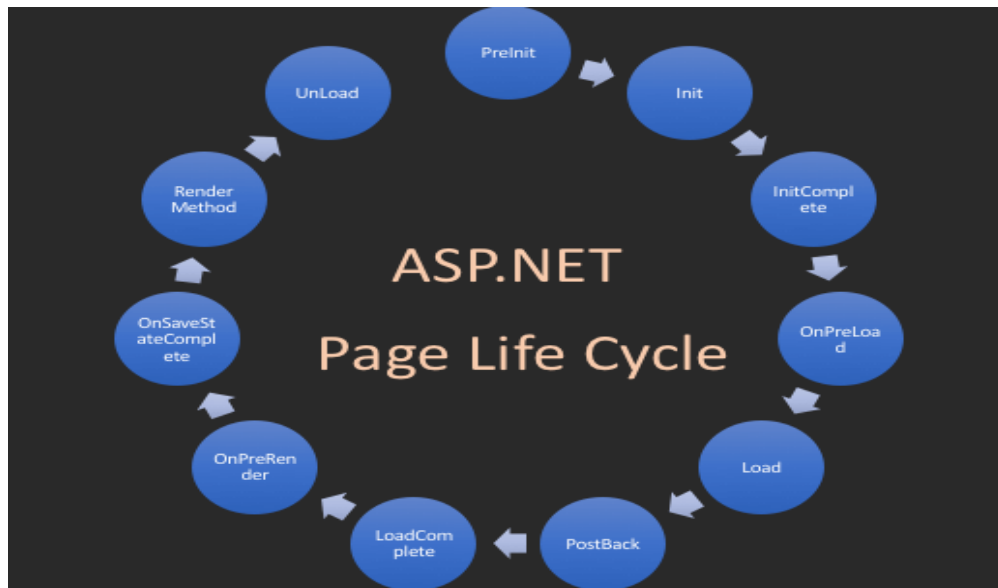 PreInit
Init
InitCompl
ete
OnPreLoa
d
Load
PostBack
LoadCom
plete
OnPreRen
der
OnSaveSt
ateCompl
ete
Render
Method
UnLoad
ASP.NET
Page Life Cycle